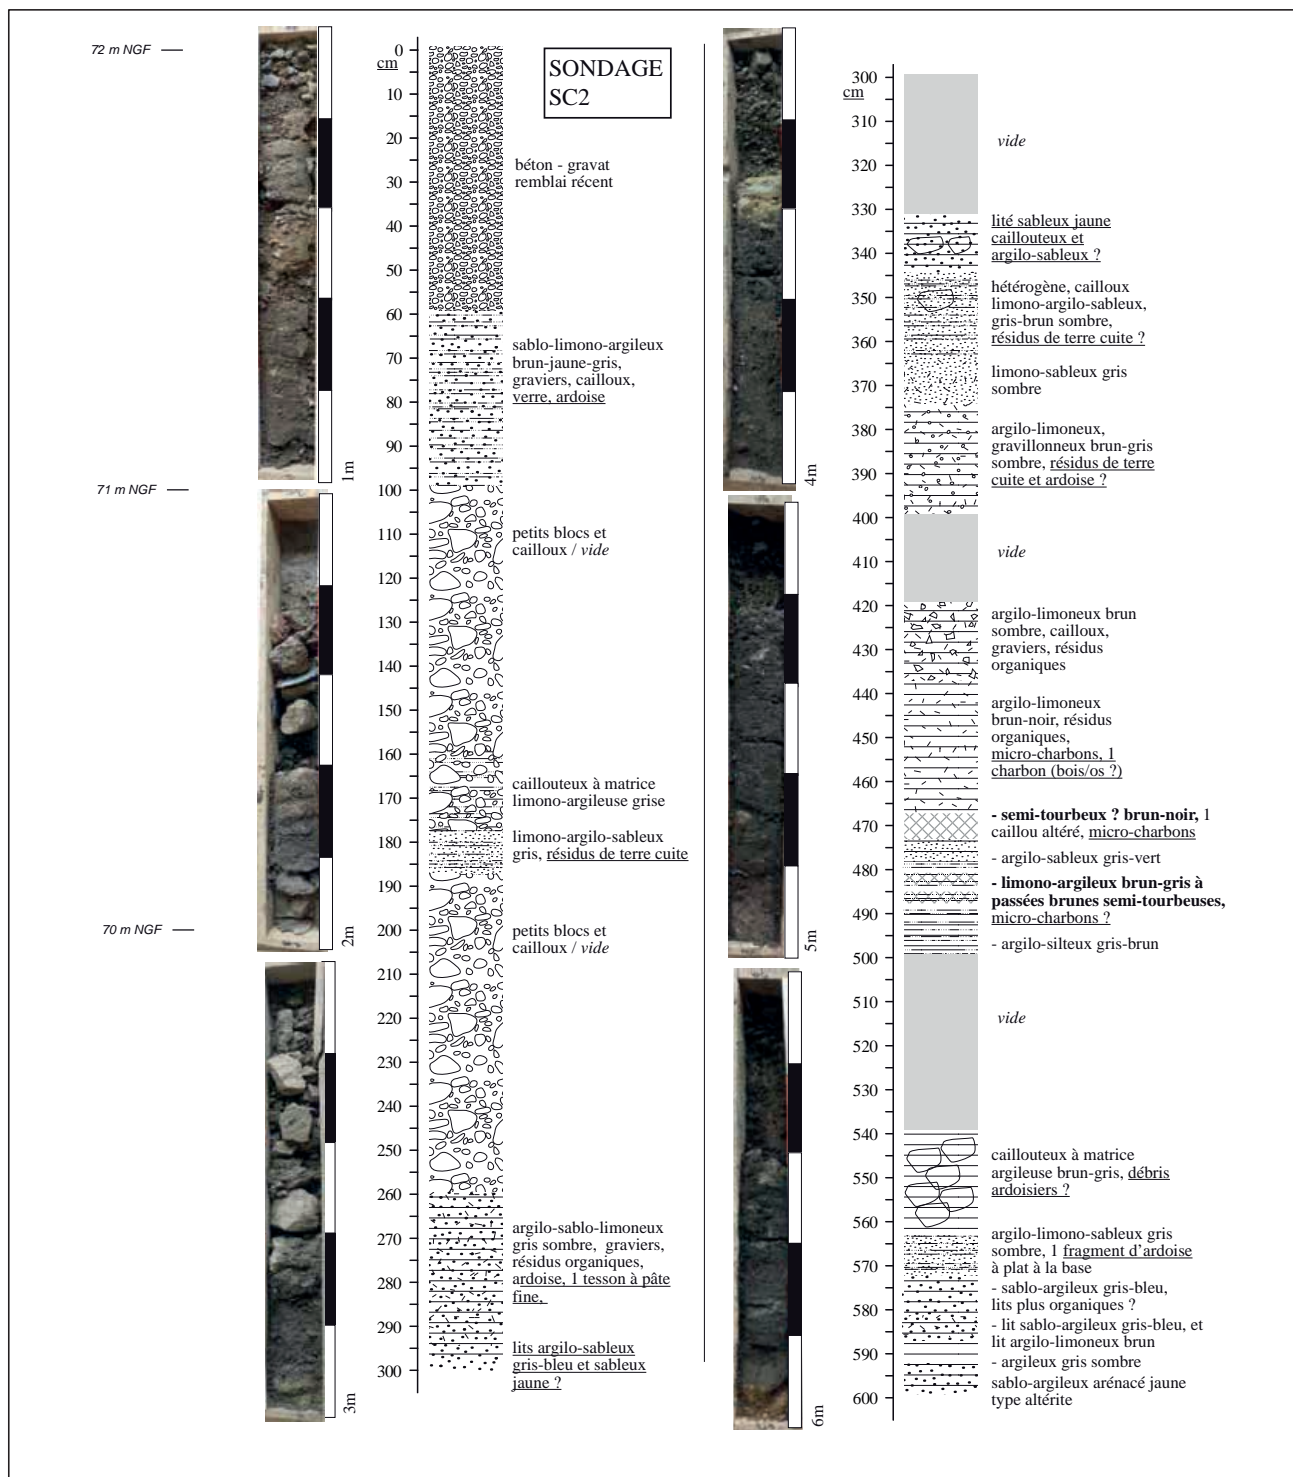 SONDAGE
SC2
72 m NGF
71 m NGF
70 m NGF
1m
2m
3m
0
cm
10
20
30
40
50
60
70
80
90
100
110
120
130
140
150
160
170
180
190
200
210
220
230
240
250
260
270
280
290
300
béton - gravat
remblai récent
sablo-limono-argileux
brun-jaune-gris,
graviers, cailloux,
verre, ardoise
petits blocs et
cailloux / vide
caillouteux à matrice
limono-argileuse grise
limono-argilo-sableux
gris, résidus de terre cuite
petits blocs et
cailloux / vide
argilo-sablo-limoneux
gris sombre, graviers,
résidus organiques,
ardoise, 1 tesson à pâte
fine,
lits argilo-sableux
gris-bleu et sableux
jaune ?
4m
5m
6m
300
cm
310
320
330
340
350
360
370
380
390
400
410
420
430
440
450
460
470
480
490
500
510
520
530
540
550
560
570
580
590
600
vide
lité sableux jaune
caillouteux et
argilo-sableux ?
hétérogène, cailloux
limono-argilo-sableux,
gris-brun sombre,
résidus de terre cuite ?
limono-sableux gris
sombre
argilo-limoneux,
gravillonneux brun-gris
sombre, résidus de terre
cuite et ardoise ?
vide
argilo-limoneux brun
sombre, cailloux,
graviers, résidus
organiques
argilo-limoneux
brun-noir, résidus
organiques,
micro-charbons, 1
charbon (bois/os ?)
- semi-tourbeux ? brun-noir, 1
caillou altéré, micro-charbons
- argilo-sableux gris-vert
- limono-argileux brun-gris à
passées brunes semi-tourbeuses,
micro-charbons ?
- argilo-silteux gris-brun
vide
caillouteux à matrice
argileuse brun-gris, débris
ardoisiers ?
argilo-limono-sableux gris
sombre, 1 fragment d'ardoise
à plat à la base
- sablo-argileux gris-bleu,
lits plus organiques ?
- lit sablo-argileux gris-bleu, et
lit argilo-limoneux brun
- argileux gris sombre
sablo-argileux arénacé jaune
type altérite